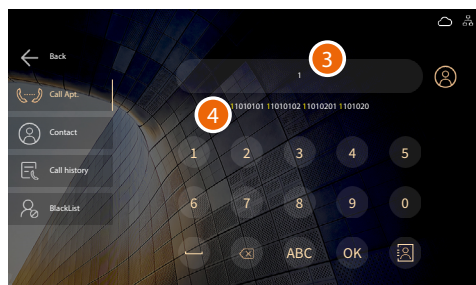 3
Back
1
Call Apt.
4
11010101 11010102 11010201 1101020
Contact
1 2 3 4 5
Call history
6 7 8 9 0
BlackList
ABC OK